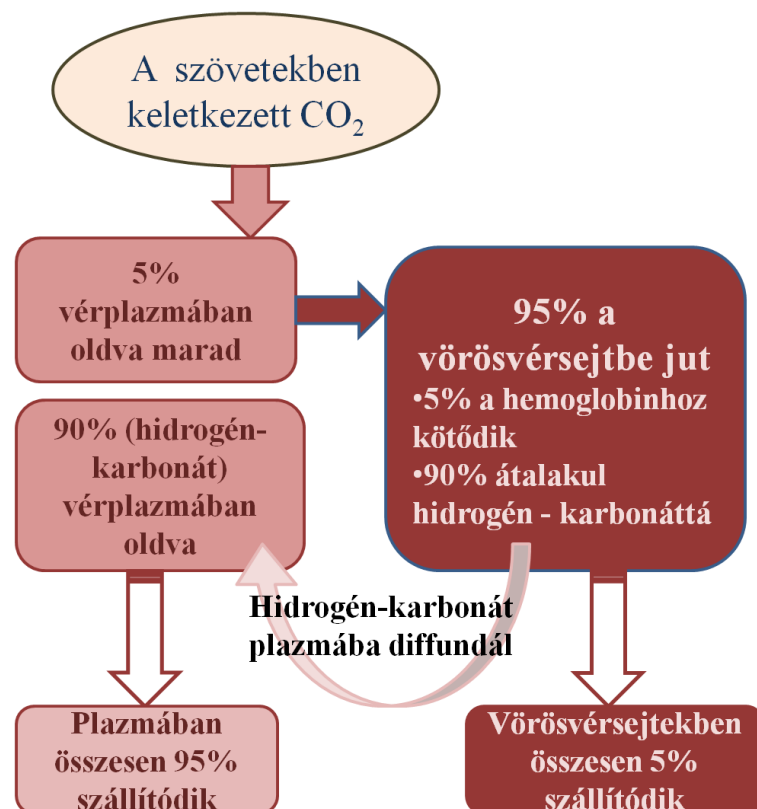 A szövetekben
keletkezett CO₂
5%
vérplazmában
oldva marad
95% a
vörösvérsejtbe jut
•5% a hemoglobinhoz
kötődik
•90% átalakul
hidrogén - karbonáttá
90% (hidrogén-
karbonát)
vérplazmában
oldva
Hidrogén-karbonát
plazmába diffundál
Plazmában
összesen 95%
szállítódik
Vörösvérsejtekben
összesen 5%
szállítódik